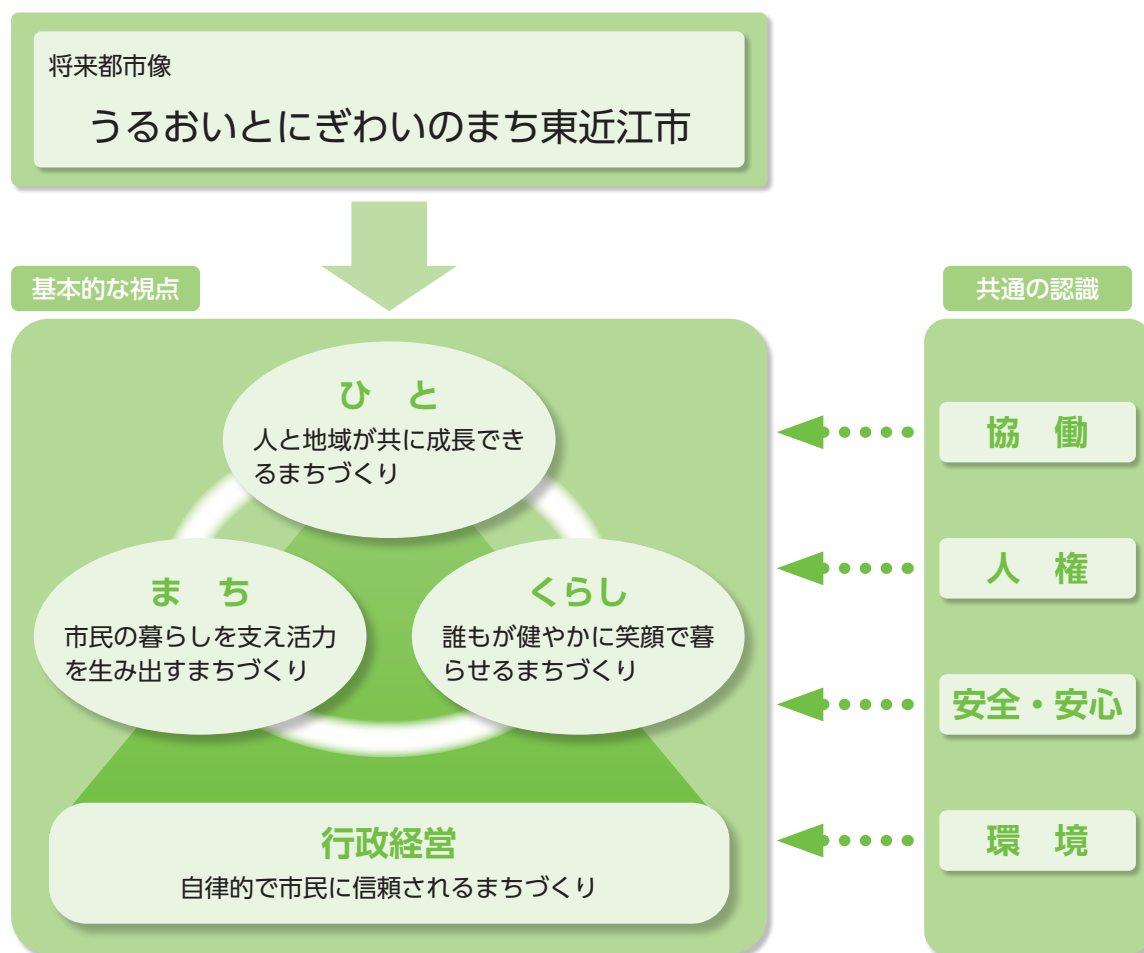 将来都市像
うるおいとにぎわいのまち東近江市
基本的な視点
ひ　と
人と地域が共に成長でき
るまちづくり
ま　ち
市民の暮らしを支え活力
を生み出すまちづくり
くらし
誰もが健やかに笑顔で暮
らせるまちづくり
行政経営
自律的で市民に信頼されるまちづくり
共通の認識
協　働
人　権
安全・安心
環　境